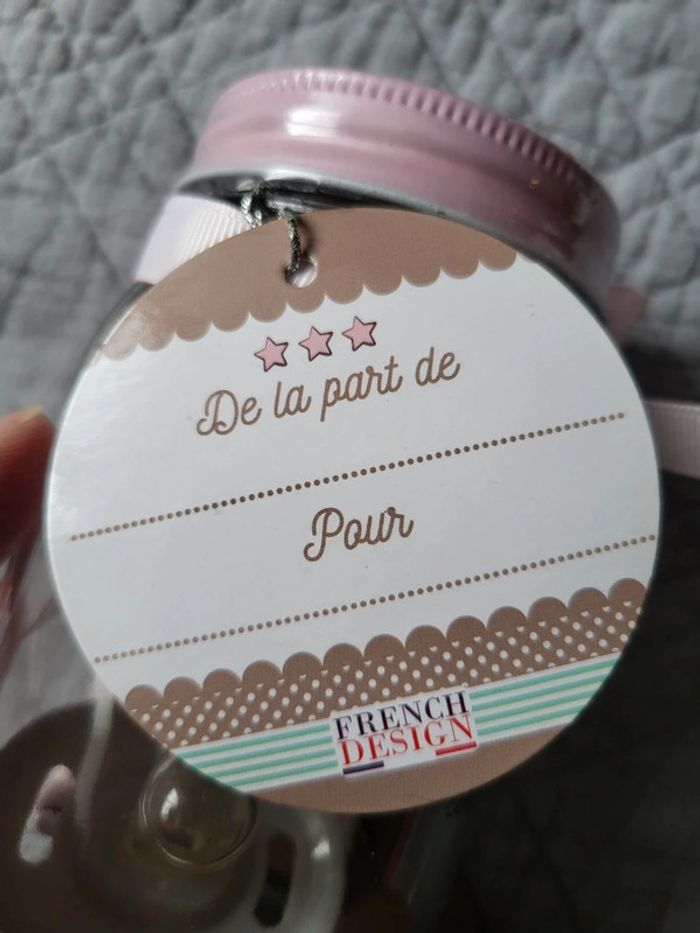 De la part de
Pour
FRENCH
DESIGN